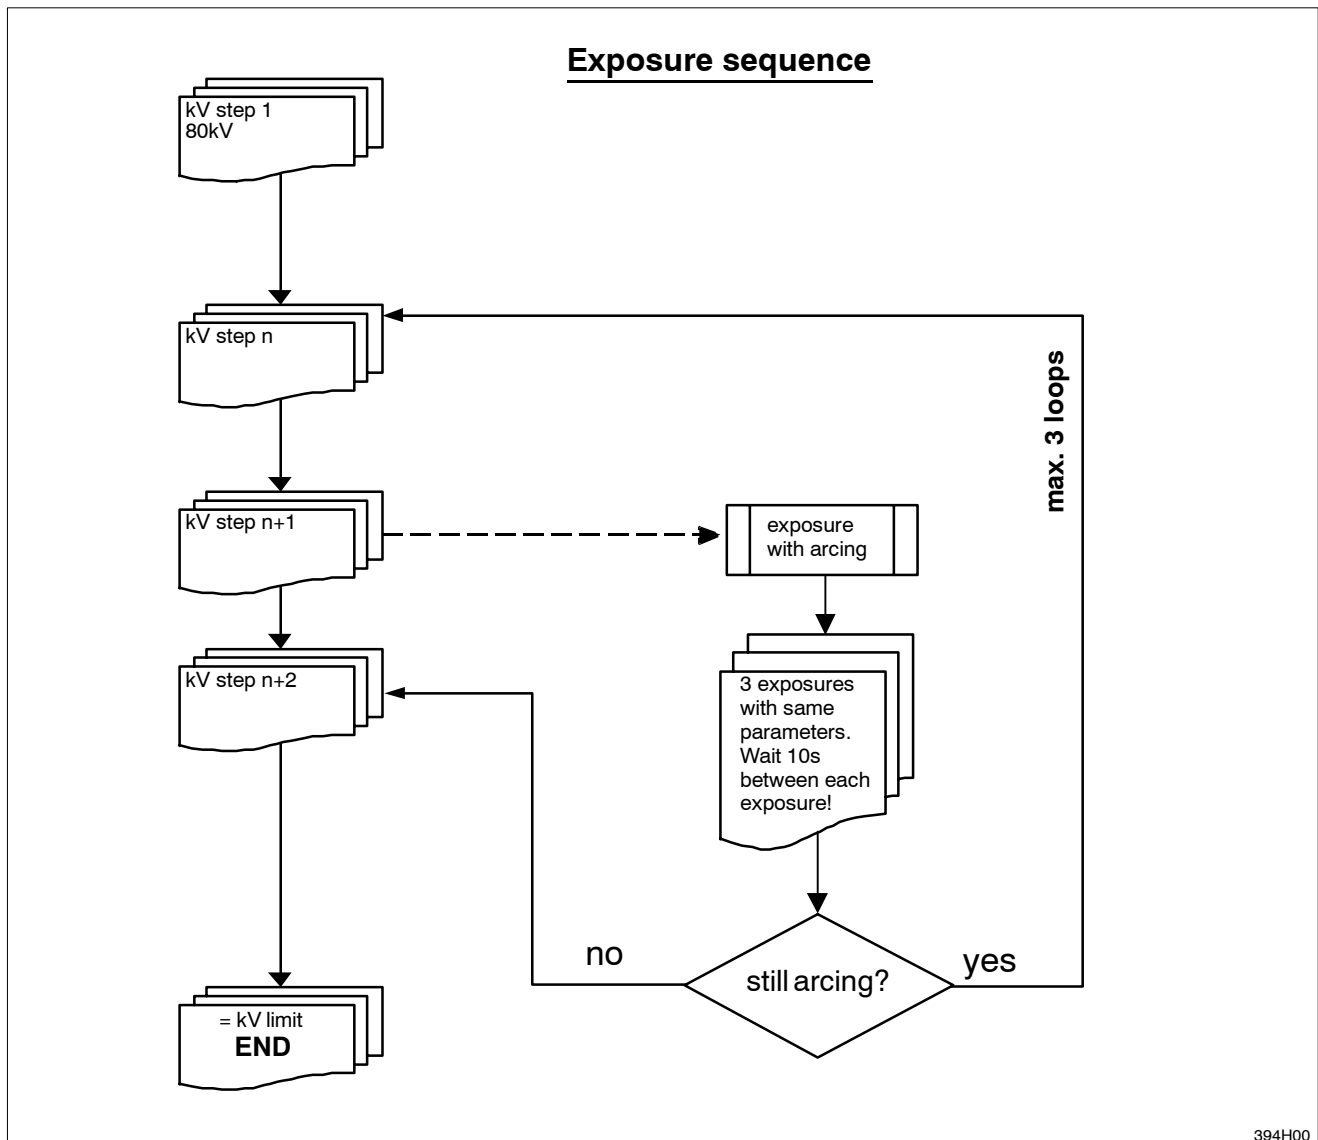 Exposure sequence
kV step 1
80kV
kV step n
max. 3 loops
kV step n+1
exposure
with arcing
kV step n+2
3 exposures
with same
parameters.
Wait 10s
between each
exposure!
no
still arcing?
yes
= kV limit
END
394H00